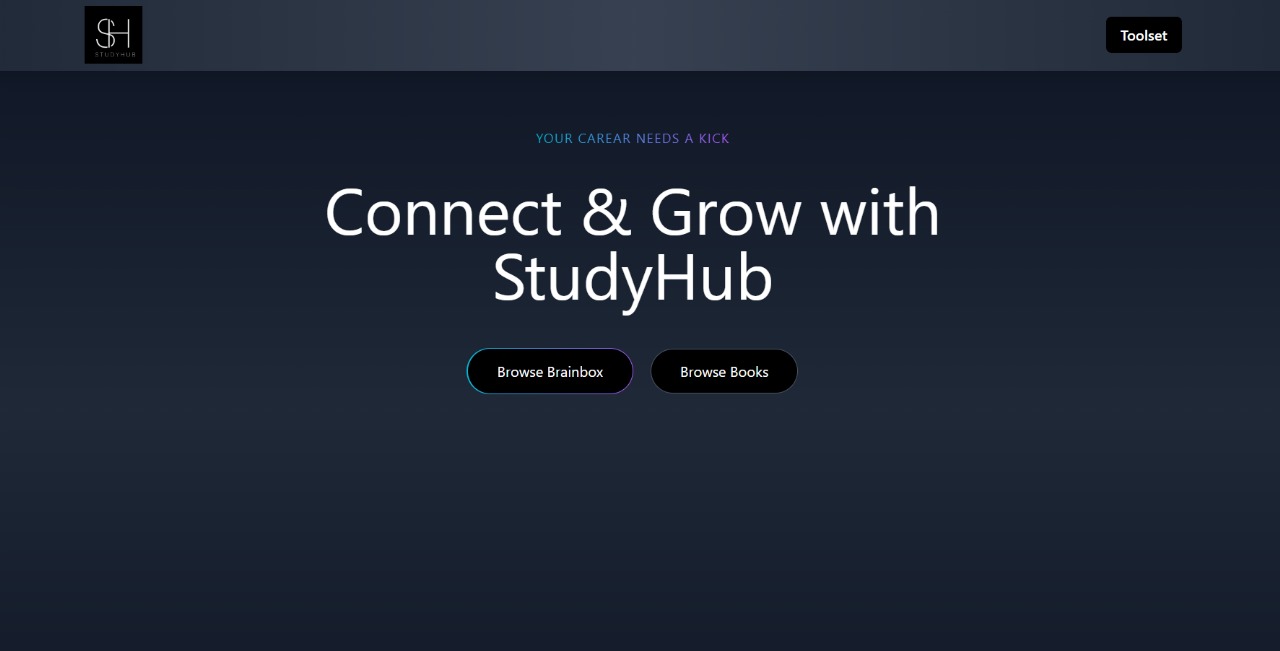 SH
STUDYHUB
Toolset
YOUR CAREAR NEEDS A KICK
Connect & Grow with
StudyHub
Browse Brainbox
Browse Books